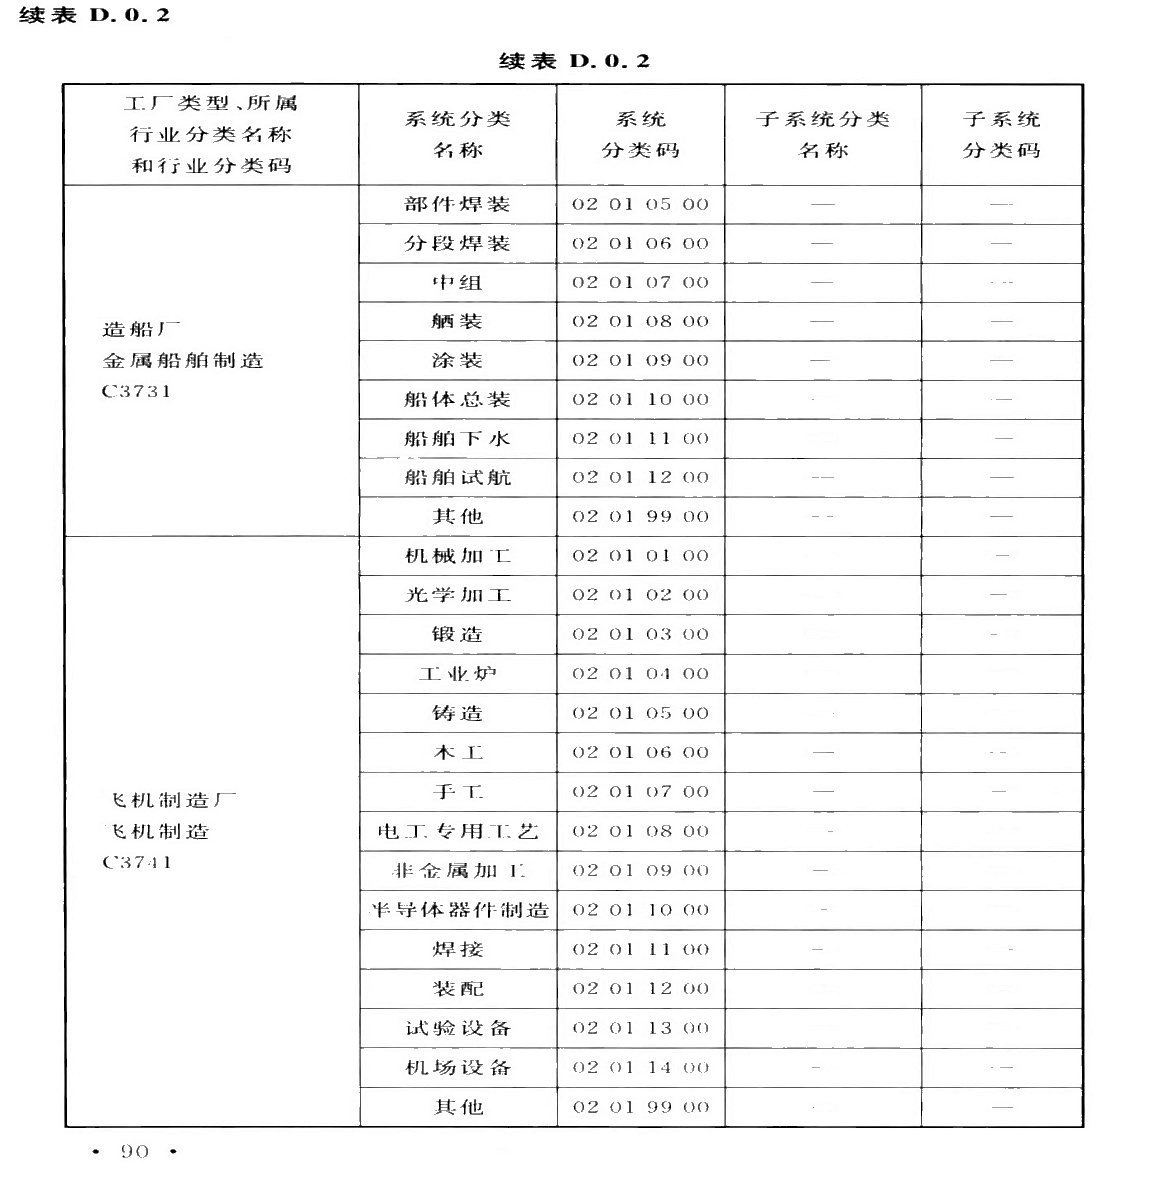 续表 D.0.2
续表 D.0.2
工厂类型、所属
行业分类名称
和行业分类码
系统分类
名称
系统
分类码
子系统分类
名称
子系统
分类码
造船厂
金属船舶制造
C3731
部件焊装 02 01 05 00 — —
分段焊装 02 01 06 00 — —
中组 02 01 07 00 — —
舾装 02 01 08 00 — —
涂装 02 01 09 00 — —
船体总装 02 01 10 00 —
船舶下水 02 01 11 00 —
船舶试航 02 01 12 00 — —
其他 02 01 99 00 — —
飞机制造厂
飞机制造
C3741
机械加工 02 01 01 00 —
光学加工 02 01 02 00 —
锻造 02 01 03 00 —
工业炉 02 01 04 00
铸造 02 01 05 00
木工 02 01 06 00 — —
手工 02 01 07 00 — —
电工专用工艺 02 01 08 00 —
非金属加工 02 01 09 00 —
半导体器件制造 02 01 10 00 —
焊接 02 01 11 00 — —
装配 02 01 12 00
试验设备 02 01 13 00
机场设备 02 01 14 00 — —
其他 02 01 99 00 —
· 90 ·